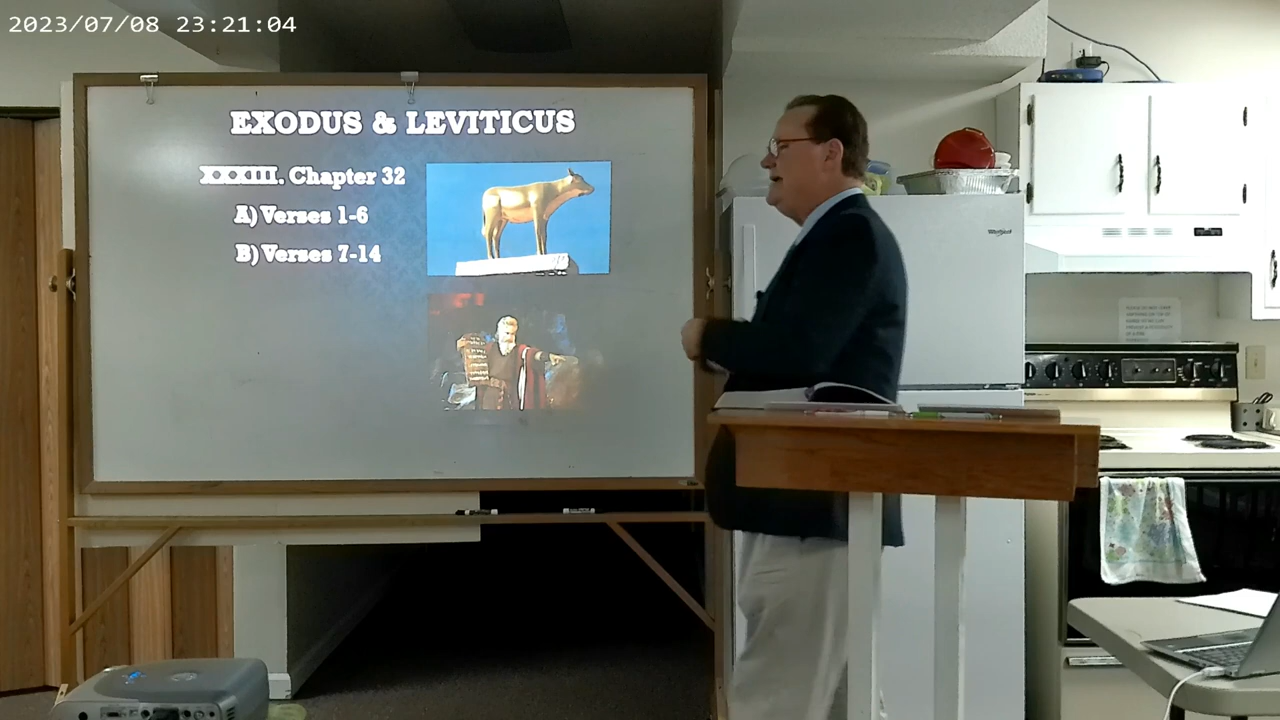 2023/07/08 23:21:04
EXODUS & LEVITICUS
XXXIII. Chapter 32
A) Verses 1-6
B) Verses 7-14
Whirlpool